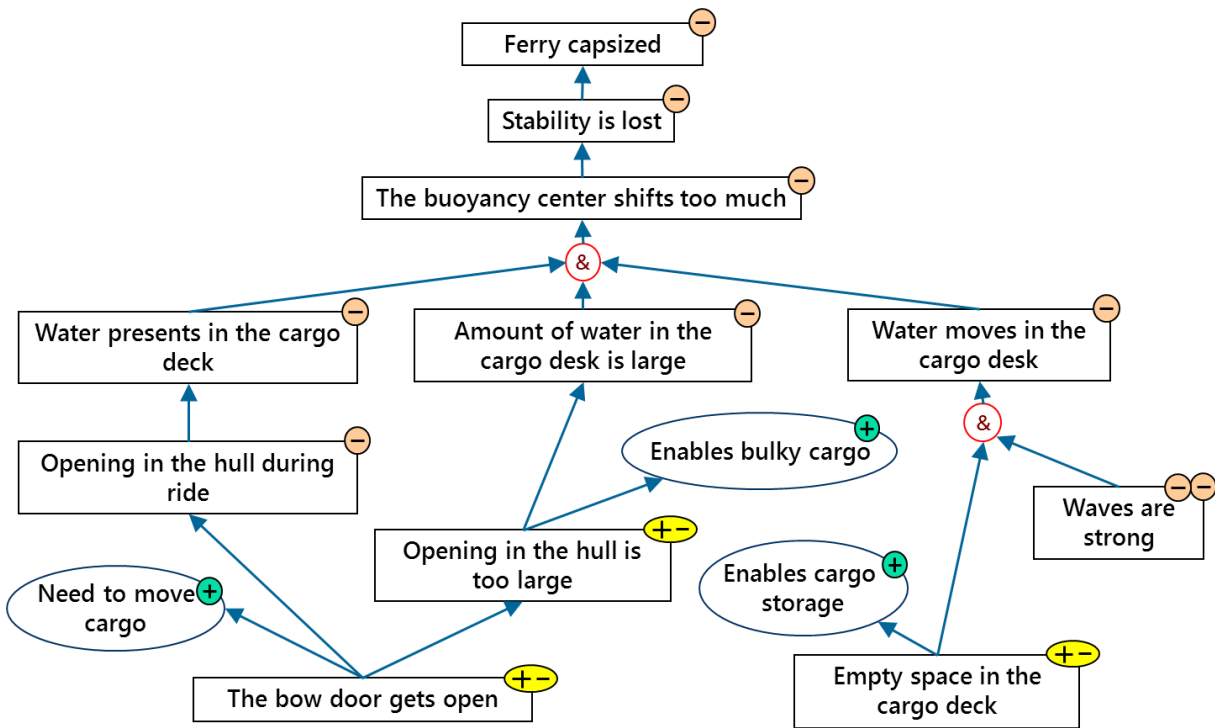 Ferry capsized
−
Stability is lost
−
The buoyancy center shifts too much
−
&
Water presents in the cargo
deck
−
Amount of water in the
cargo desk is large
−
Water moves in the
cargo desk
−
&
Opening in the hull during
ride
−
Enables bulky cargo
+
Waves are
strong
− −
Opening in the hull is
too large
+ −
Enables cargo
storage
+
Need to move
cargo
+
The bow door gets open
+ −
Empty space in the
cargo deck
+ −